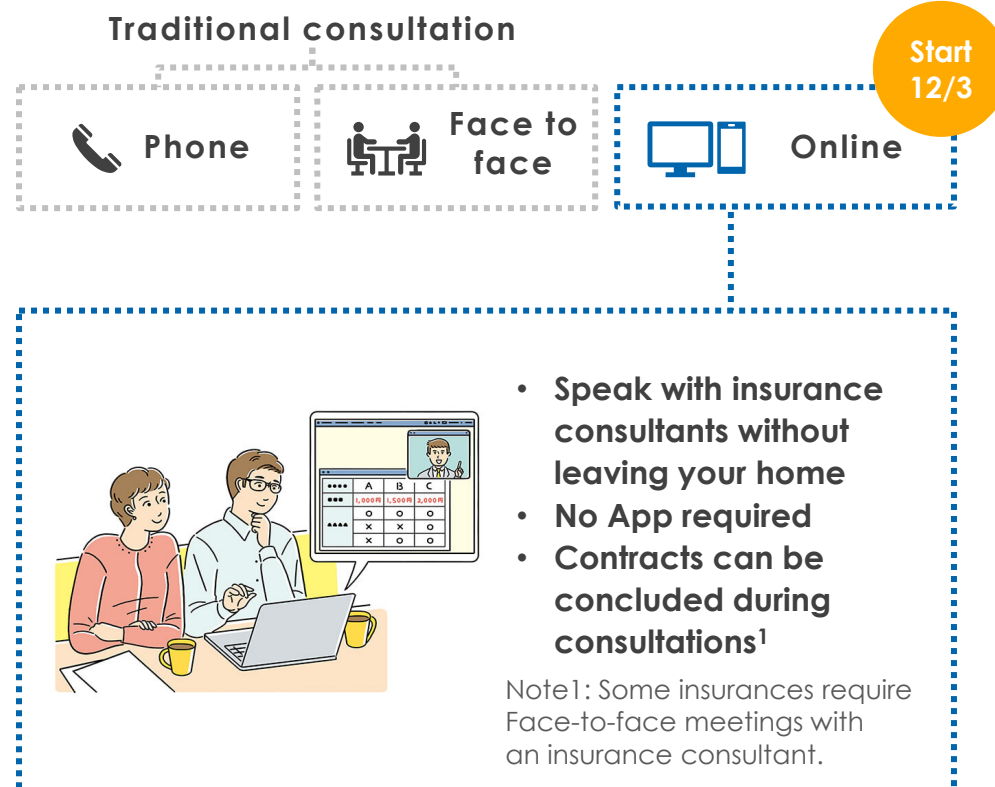 Traditional consultation
Start
12/3
Phone
Face to
face
Online
A B C
1,000円 1,500円 2,000円
○ ○ ○
× × ○
× ○ ○
• Speak with insurance
consultants without
leaving your home
• No App required
• Contracts can be
concluded during
consultations1
Note1: Some insurances require
Face-to-face meetings with
an insurance consultant.